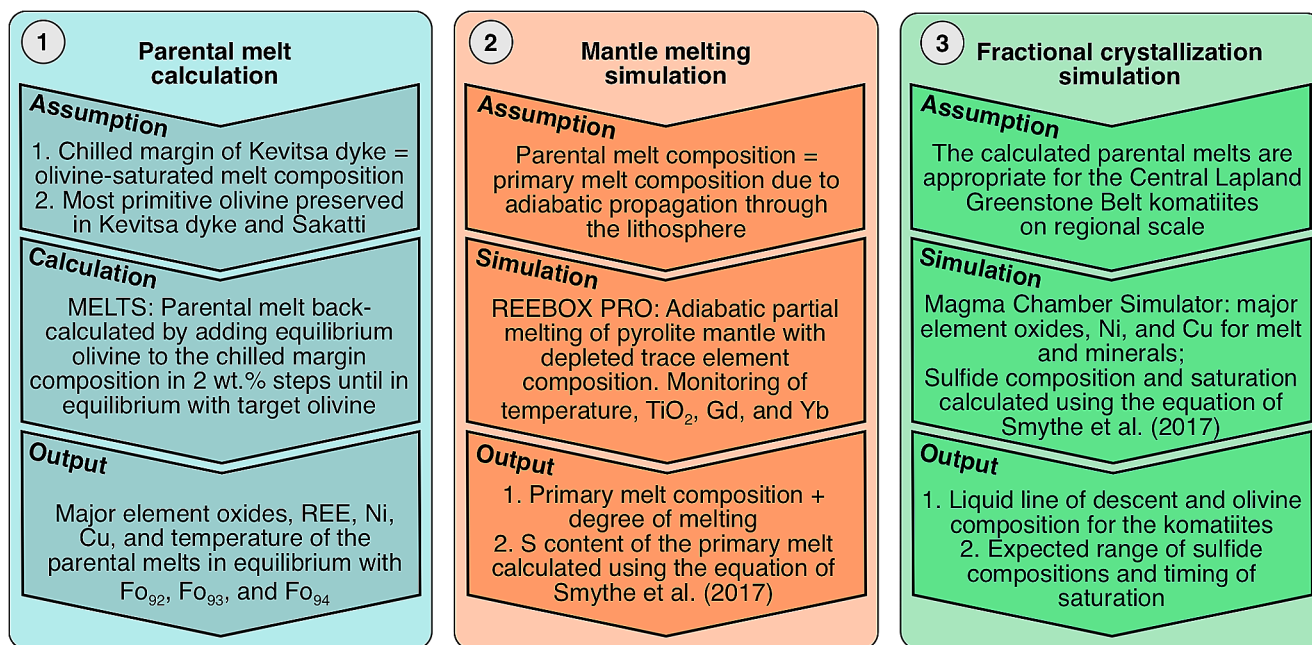 1
Parental melt
calculation
Assumption
1. Chilled margin of Kevitsa dyke =
olivine-saturated melt composition
2. Most primitive olivine preserved
in Kevitsa dyke and Sakatti
Calculation
MELTS: Parental melt back-
calculated by adding equilibrium
olivine to the chilled margin
composition in 2 wt.% steps until in
equilibrium with target olivine
Output
Major element oxides, REE, Ni,
Cu, and temperature of the
parental melts in equilibrium with
Fo₉₂, Fo₉₃, and Fo₉₄
2
Mantle melting
simulation
Assumption
Parental melt composition =
primary melt composition due to
adiabatic propagation through
the lithosphere
Simulation
REEBOX PRO: Adiabatic partial
melting of pyrolite mantle with
depleted trace element
composition. Monitoring of
temperature, TiO₂, Gd, and Yb
Output
1. Primary melt composition +
degree of melting
2. S content of the primary melt
calculated using the equation of
Smythe et al. (2017)
3
Fractional crystallization
simulation
Assumption
The calculated parental melts are
appropriate for the Central Lapland
Greenstone Belt komatiites
on regional scale
Simulation
Magma Chamber Simulator: major
element oxides, Ni, and Cu for melt
and minerals;
Sulfide composition and saturation
calculated using the equation of
Smythe et al. (2017)
Output
1. Liquid line of descent and olivine
composition for the komatiites
2. Expected range of sulfide
compositions and timing of
saturation